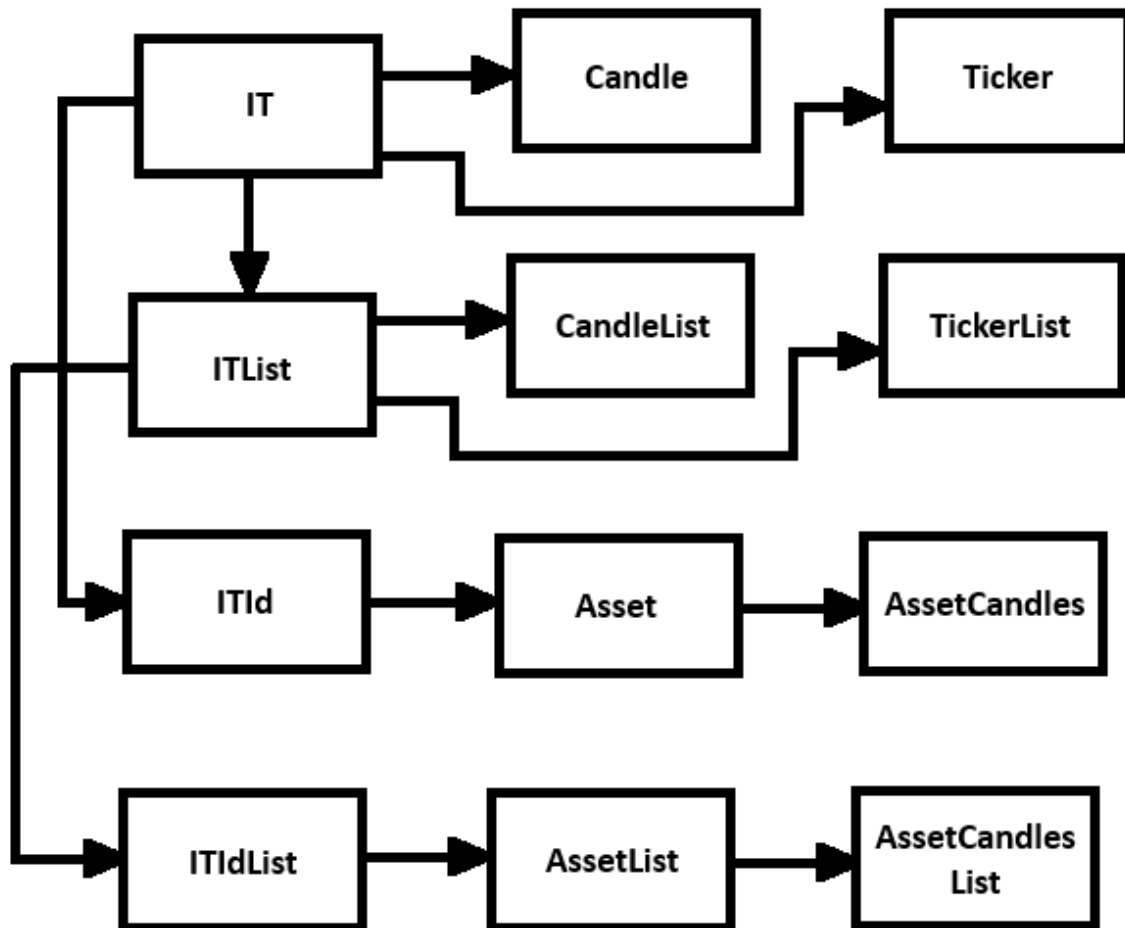 IT
Candle
Ticker
ITList
CandleList
TickerList
ITId
Asset
AssetCandles
ITIdList
AssetList
AssetCandles
List